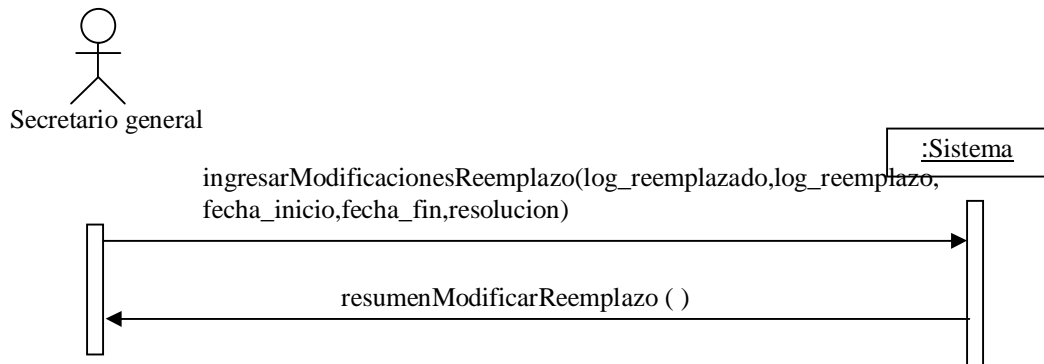 Secretario general
:Sistema
ingresarModificacionesReemplazo(log_reemplazado,log_reemplazo,
fecha_inicio,fecha_fin,resolucion)
resumenModificarReemplazo ( )